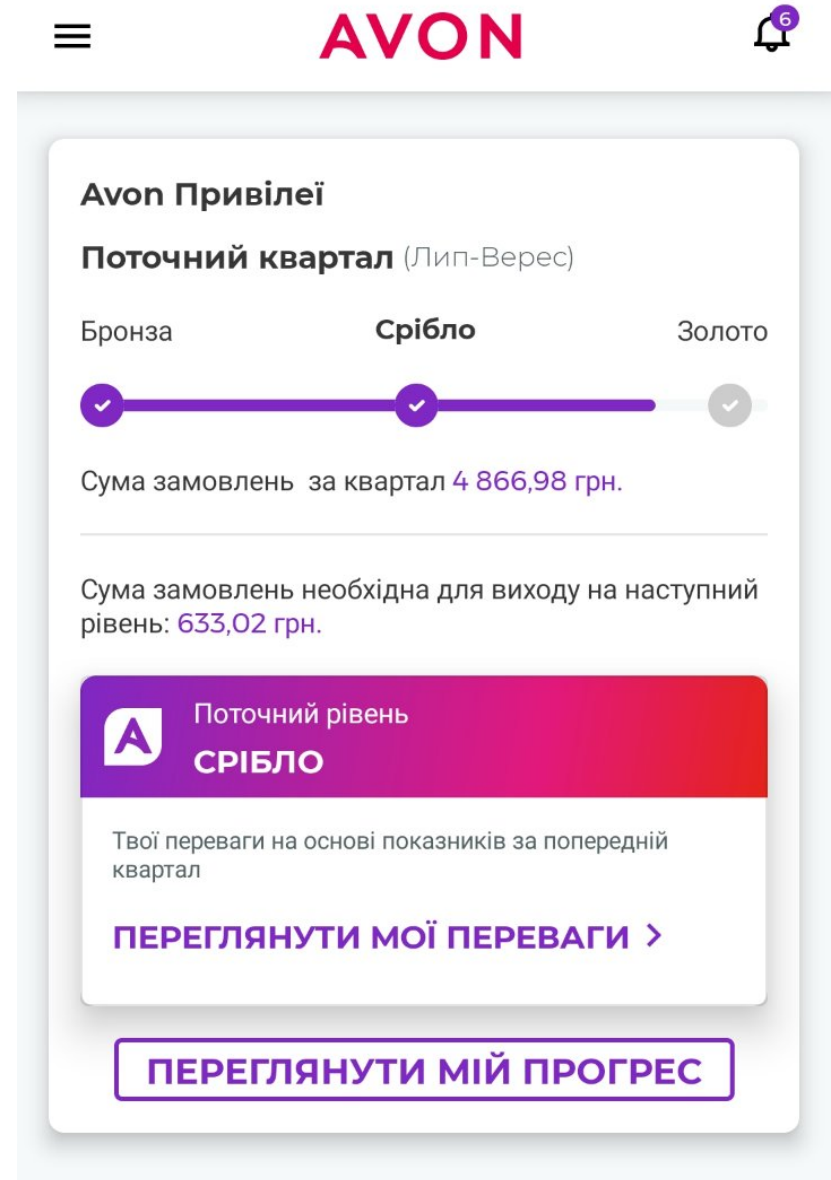 AVON
6
Avon Привілеї
Поточний квартал (Лип-Верес)
Бронза Срібло Золото
Сума замовлень за квартал 4 866,98 грн.
Сума замовлень необхідна для виходу на наступний
рівень: 633,02 грн.
Поточний рівень
СРІБЛО
Твої переваги на основі показників за попередній
квартал
ПЕРЕГЛЯНУТИ МОЇ ПЕРЕВАГИ >
ПЕРЕГЛЯНУТИ МІЙ ПРОГРЕС